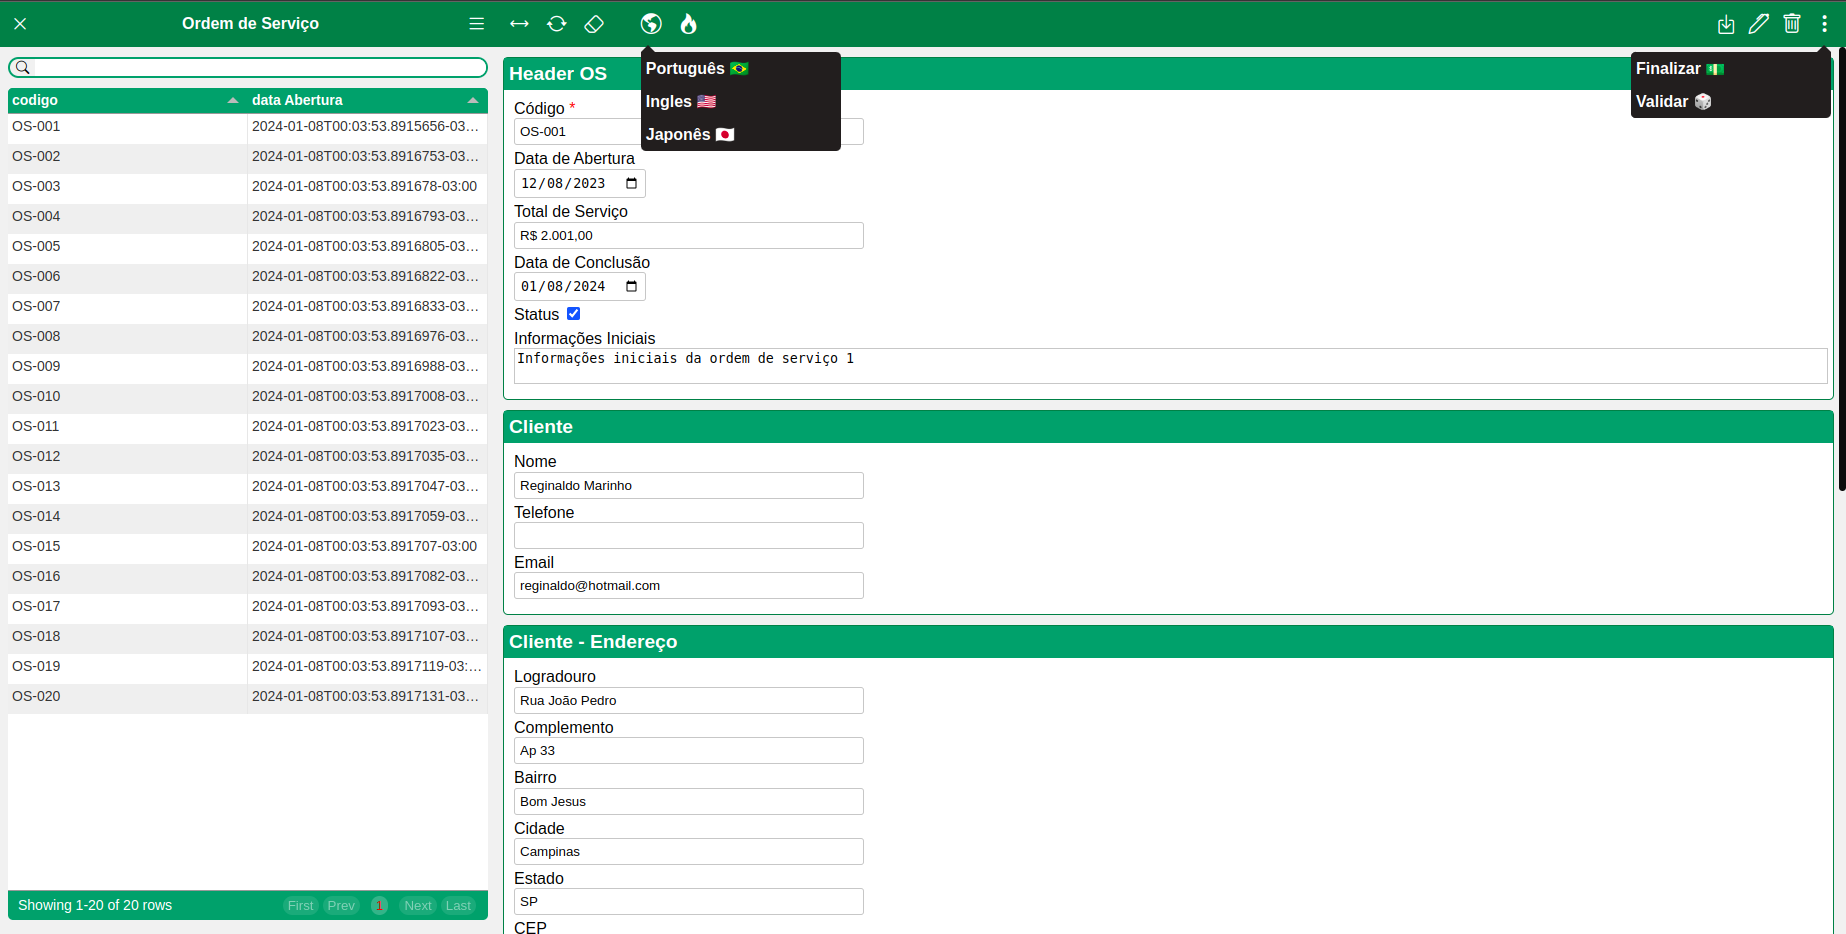 Ordem de Serviço
codigo
data Abertura
OS-001 2024-01-08T00:03:53.8915656-03…
OS-002 2024-01-08T00:03:53.8916753-03…
OS-003 2024-01-08T00:03:53.891678-03:00
OS-004 2024-01-08T00:03:53.8916793-03…
OS-005 2024-01-08T00:03:53.8916805-03…
OS-006 2024-01-08T00:03:53.8916822-03…
OS-007 2024-01-08T00:03:53.8916833-03…
OS-008 2024-01-08T00:03:53.8916976-03…
OS-009 2024-01-08T00:03:53.8916988-03…
OS-010 2024-01-08T00:03:53.8917008-03…
OS-011 2024-01-08T00:03:53.8917023-03…
OS-012 2024-01-08T00:03:53.8917035-03…
OS-013 2024-01-08T00:03:53.8917047-03…
OS-014 2024-01-08T00:03:53.8917059-03…
OS-015 2024-01-08T00:03:53.891707-03:00
OS-016 2024-01-08T00:03:53.8917082-03…
OS-017 2024-01-08T00:03:53.8917093-03…
OS-018 2024-01-08T00:03:53.8917107-03…
OS-019 2024-01-08T00:03:53.8917119-03:…
OS-020 2024-01-08T00:03:53.8917131-03…
Showing 1-20 of 20 rows
First Prev 1 Next Last
Português
Ingles
Japonês
Finalizar
Validar
Header OS
Código *
OS-001
Data de Abertura
12/08/2023
Total de Serviço
R$ 2.001,00
Data de Conclusão
01/08/2024
Status
Informações Iniciais
Informações iniciais da ordem de serviço 1
Cliente
Nome
Reginaldo Marinho
Telefone
Email
reginaldo@hotmail.com
Cliente - Endereço
Logradouro
Rua João Pedro
Complemento
Ap 33
Bairro
Bom Jesus
Cidade
Campinas
Estado
SP
CEP